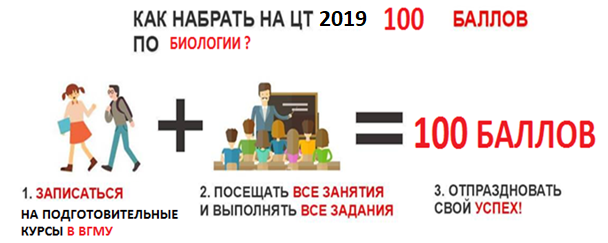 КАК НАБРАТЬ НА ЦТ 2019 100 БАЛЛОВ
ПО БИОЛОГИИ ?
100 БАЛЛОВ
1. ЗАПИСАТЬСЯ
НА ПОДГОТОВИТЕЛЬНЫЕ
КУРСЫ В ВГМУ
2. ПОСЕЩАТЬ ВСЕ ЗАНЯТИЯ
И ВЫПОЛНЯТЬ ВСЕ ЗАДАНИЯ
3. ОТПРАЗДНОВАТЬ
СВОЙ УСПЕХ!